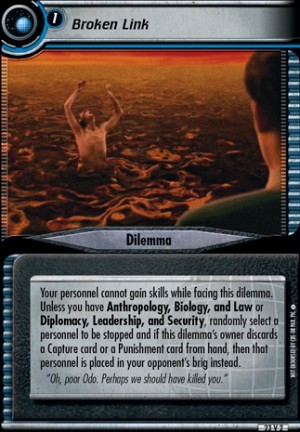 1
Broken Link
Dilemma
Your personnel cannot gain skills while facing this dilemma.
Unless you have Anthropology, Biology, and Law or
Diplomacy, Leadership, and Security, randomly select a
personnel to be stopped and if this dilemma's owner discards
a Capture card or a Punishment card from hand, then that
personnel is placed in your opponent's brig instead.
"Oh, poor Odo. Perhaps we should have killed you."
23 V 2